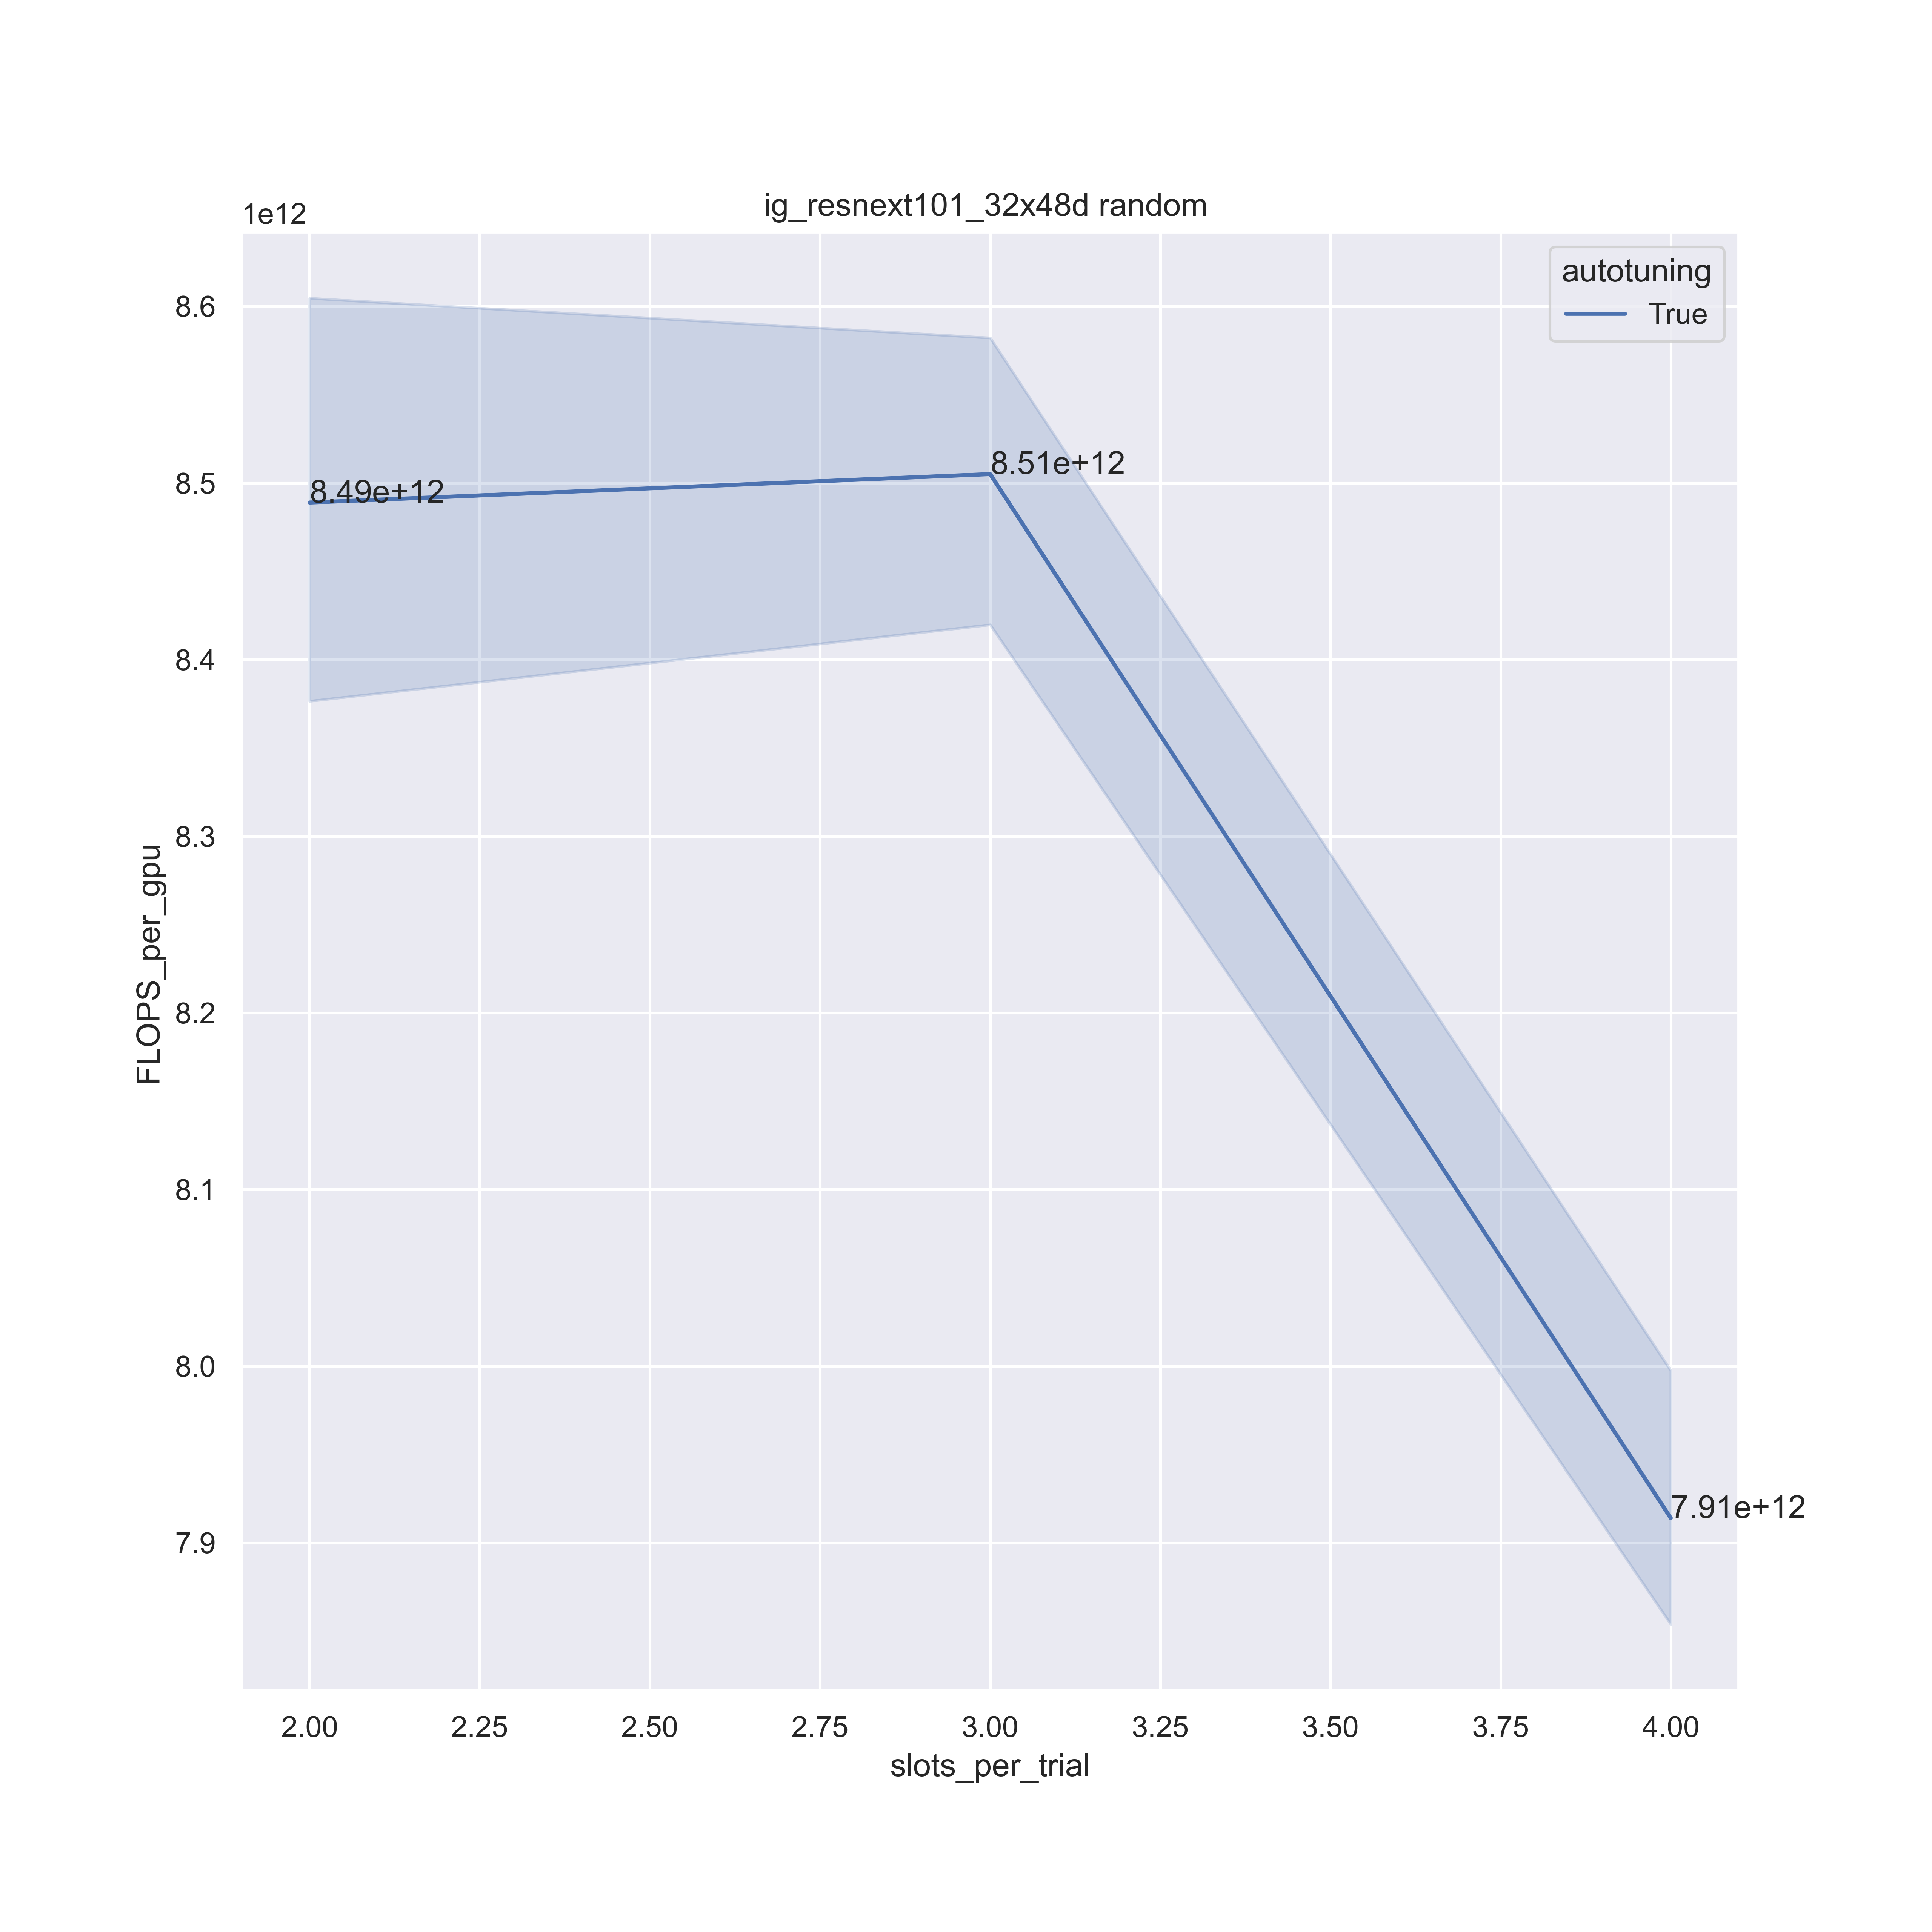 ig_resnext101_32x48d random
1e12
autotuning
True
8.6
8.5
8.4
8.3
8.2
8.1
8.0
7.9
FLOPS_per_gpu
8.49e+12
8.51e+12
7.91e+12
2.00 2.25 2.50 2.75 3.00 3.25 3.50 3.75 4.00
slots_per_trial